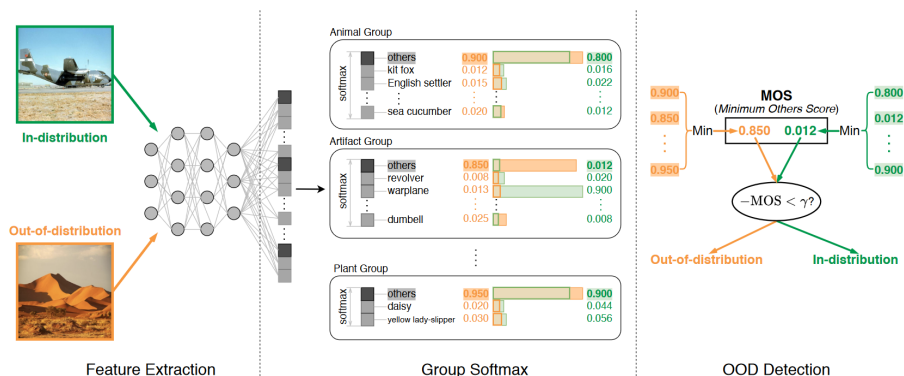 In-distribution
Out-of-distribution
Feature Extraction
Animal Group
softmax
others 0.900 0.800
kit fox 0.012 0.016
English settler 0.015 0.022
sea cucumber 0.020 0.012
Artifact Group
softmax
others 0.850 0.012
revolver 0.008 0.020
warplane 0.013 0.900
dumbell 0.025 0.008
Plant Group
softmax
others 0.950 0.900
daisy 0.020 0.044
yellow lady-slipper 0.030 0.056
Group Softmax
MOS
(Minimum Others Score)
0.900
0.850
0.950
Min
0.850 0.012
Min
0.800
0.012
0.900
−MOS < γ?
Out-of-distribution
In-distribution
OOD Detection